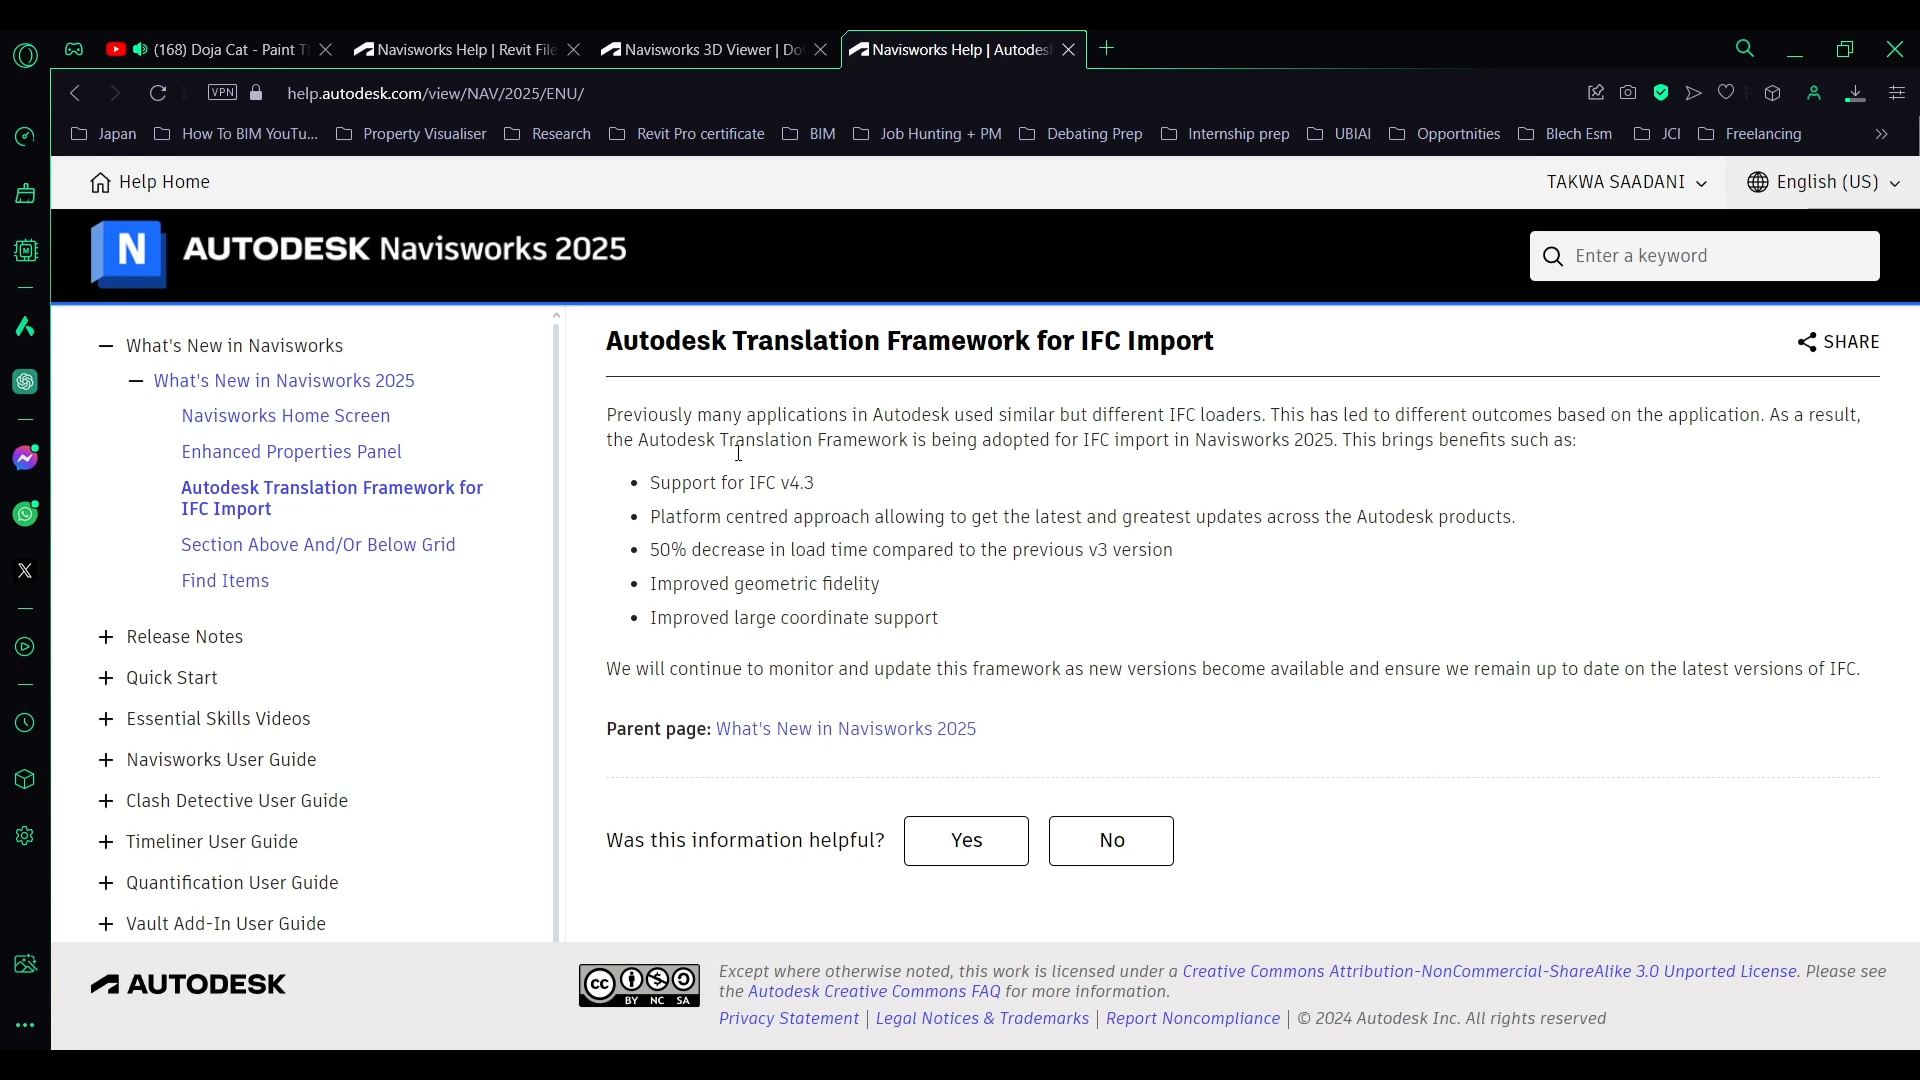 (168) Doja Cat - Paint T
Navisworks Help | Revit File
Navisworks 3D Viewer | Do
Navisworks Help | Autodesk
VPN
help.autodesk.com/view/NAV/2025/ENU/
Japan
How To BIM YouTu...
Property Visualiser
Research
Revit Pro certificate
BIM
Job Hunting + PM
Debating Prep
Internship prep
UBIAI
Opportnities
Blech Esm
JCI
Freelancing
Help Home
TAKWA SAADANI
English (US)
N
AUTODESK Navisworks 2025
Enter a keyword
What's New in Navisworks
What's New in Navisworks 2025
Navisworks Home Screen
Enhanced Properties Panel
Autodesk Translation Framework for
IFC Import
Section Above And/Or Below Grid
Find Items
Release Notes
Quick Start
Essential Skills Videos
Navisworks User Guide
Clash Detective User Guide
Timeliner User Guide
Quantification User Guide
Vault Add-In User Guide
Autodesk Translation Framework for IFC Import
SHARE
Previously many applications in Autodesk used similar but different IFC loaders. This has led to different outcomes based on the application. As a result,
the Autodesk Translation Framework is being adopted for IFC import in Navisworks 2025. This brings benefits such as:
• Support for IFC v4.3
• Platform centred approach allowing to get the latest and greatest updates across the Autodesk products.
• 50% decrease in load time compared to the previous v3 version
• Improved geometric fidelity
• Improved large coordinate support
We will continue to monitor and update this framework as new versions become available and ensure we remain up to date on the latest versions of IFC.
Parent page: What's New in Navisworks 2025
Was this information helpful?
Yes
No
AUTODESK
cc
BY NC SA
Except where otherwise noted, this work is licensed under a Creative Commons Attribution-NonCommercial-ShareAlike 3.0 Unported License. Please see
the Autodesk Creative Commons FAQ for more information.
Privacy Statement | Legal Notices & Trademarks | Report Noncompliance | © 2024 Autodesk Inc. All rights reserved